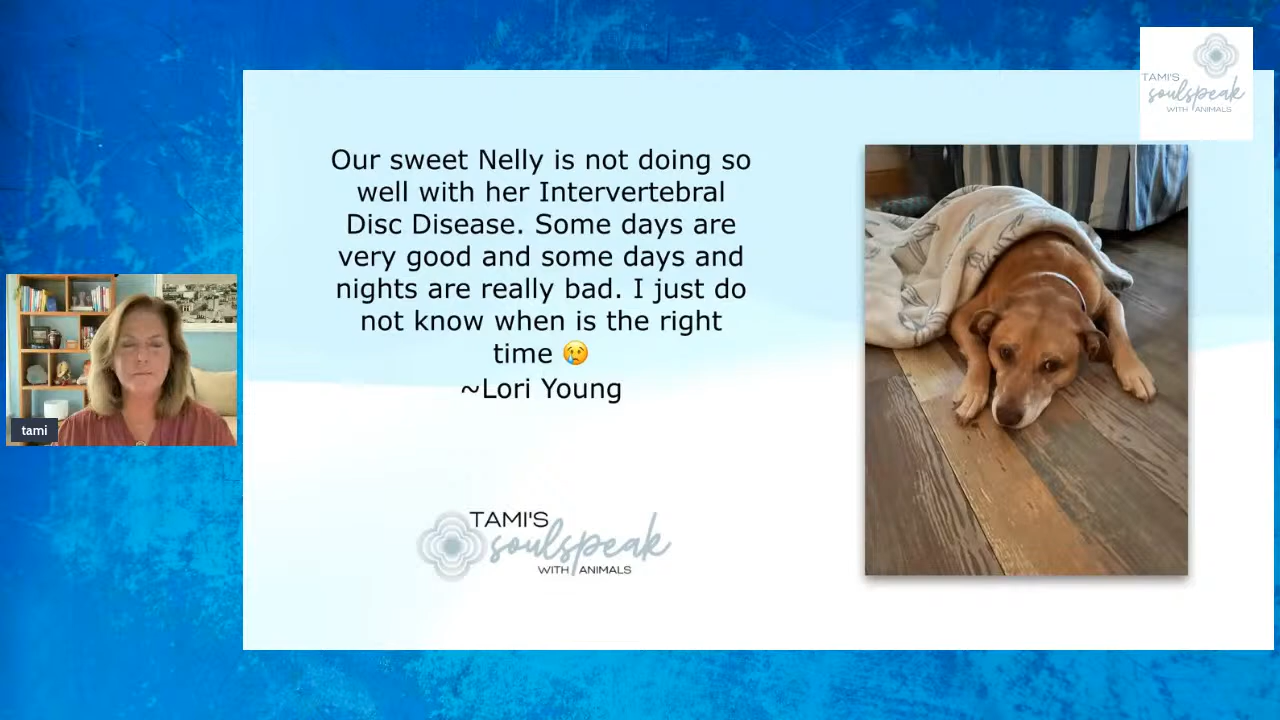 TAMI'S
soulspeak
WITH ANIMALS
Our sweet Nelly is not doing so
well with her Intervertebral
Disc Disease. Some days are
very good and some days and
nights are really bad. I just do
not know when is the right
time 😢
~Lori Young
tami
TAMI'S
soulspeak
WITH ANIMALS